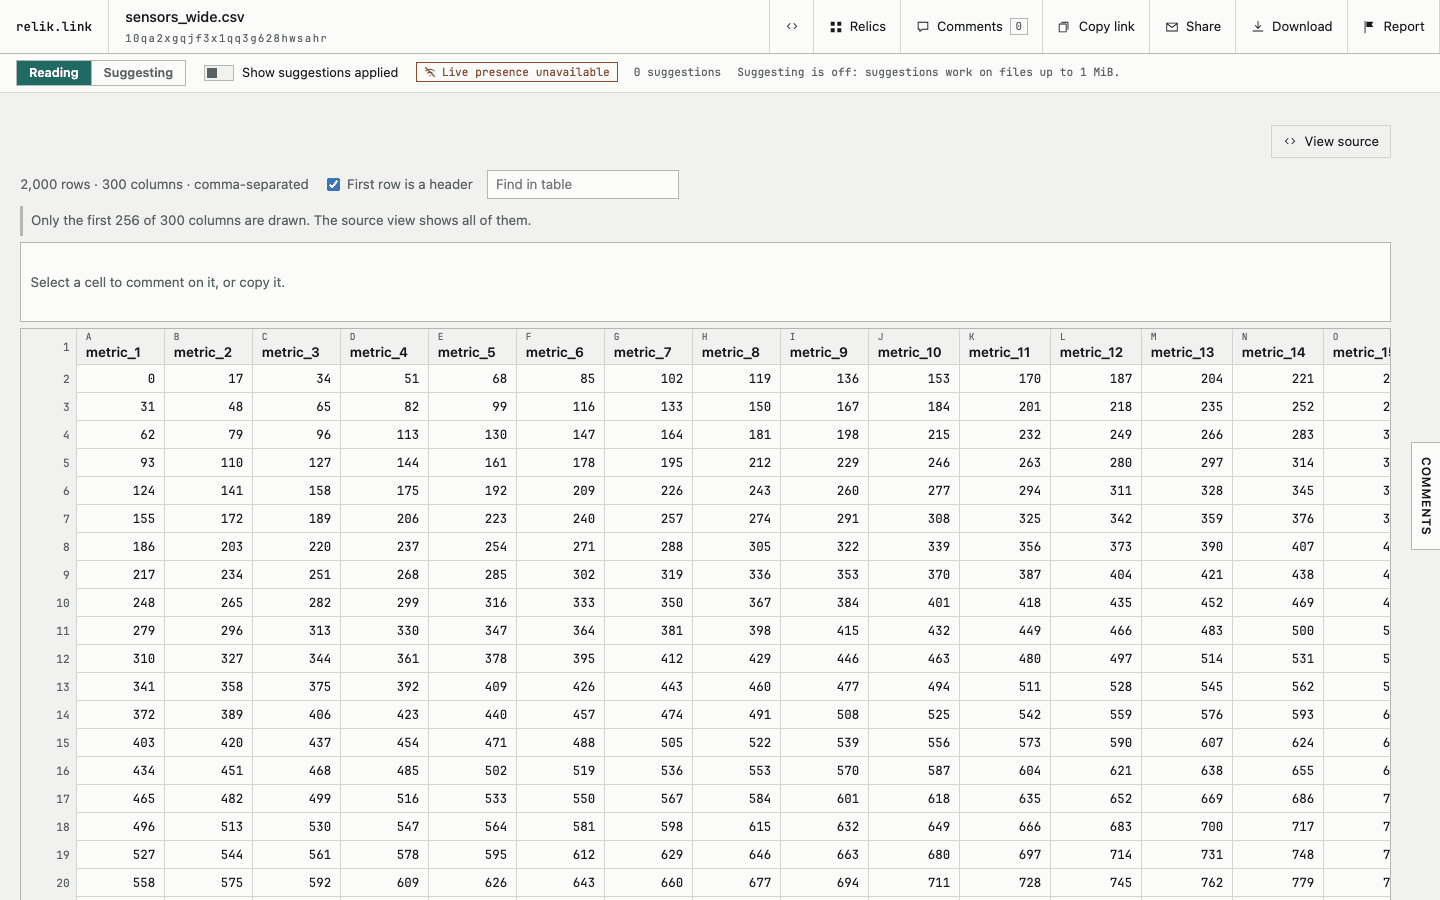 relik.link
sensors_wide.csv
10qa2xgqjf3x1qq3g628hwsahr
Relics
Comments 0
Copy link
Share
Download
Report
Reading
Suggesting
Show suggestions applied
Live presence unavailable
0 suggestions
Suggesting is off: suggestions work on files up to 1 MiB.
View source
2,000 rows · 300 columns · comma-separated
First row is a header
Find in table
Only the first 256 of 300 columns are drawn. The source view shows all of them.
Select a cell to comment on it, or copy it.
A B C D E F G H I J K L M N O
1 metric_1 metric_2 metric_3 metric_4 metric_5 metric_6 metric_7 metric_8 metric_9 metric_10 metric_11 metric_12 metric_13 metric_14
2 0 17 34 51 68 85 102 119 136 153 170 187 204 221
3 31 48 65 82 99 116 133 150 167 184 201 218 235 252
4 62 79 96 113 130 147 164 181 198 215 232 249 266 283
5 93 110 127 144 161 178 195 212 229 246 263 280 297 314
6 124 141 158 175 192 209 226 243 260 277 294 311 328 345
7 155 172 189 206 223 240 257 274 291 308 325 342 359 376
8 186 203 220 237 254 271 288 305 322 339 356 373 390 407
9 217 234 251 268 285 302 319 336 353 370 387 404 421 438
10 248 265 282 299 316 333 350 367 384 401 418 435 452 469
11 279 296 313 330 347 364 381 398 415 432 449 466 483 500
12 310 327 344 361 378 395 412 429 446 463 480 497 514 531
13 341 358 375 392 409 426 443 460 477 494 511 528 545 562
14 372 389 406 423 440 457 474 491 508 525 542 559 576 593
15 403 420 437 454 471 488 505 522 539 556 573 590 607 624
16 434 451 468 485 502 519 536 553 570 587 604 621 638 655
17 465 482 499 516 533 550 567 584 601 618 635 652 669 686
18 496 513 530 547 564 581 598 615 632 649 666 683 700 717
19 527 544 561 578 595 612 629 646 663 680 697 714 731 748
20 558 575 592 609 626 643 660 677 694 711 728 745 762 779
COMMENTS